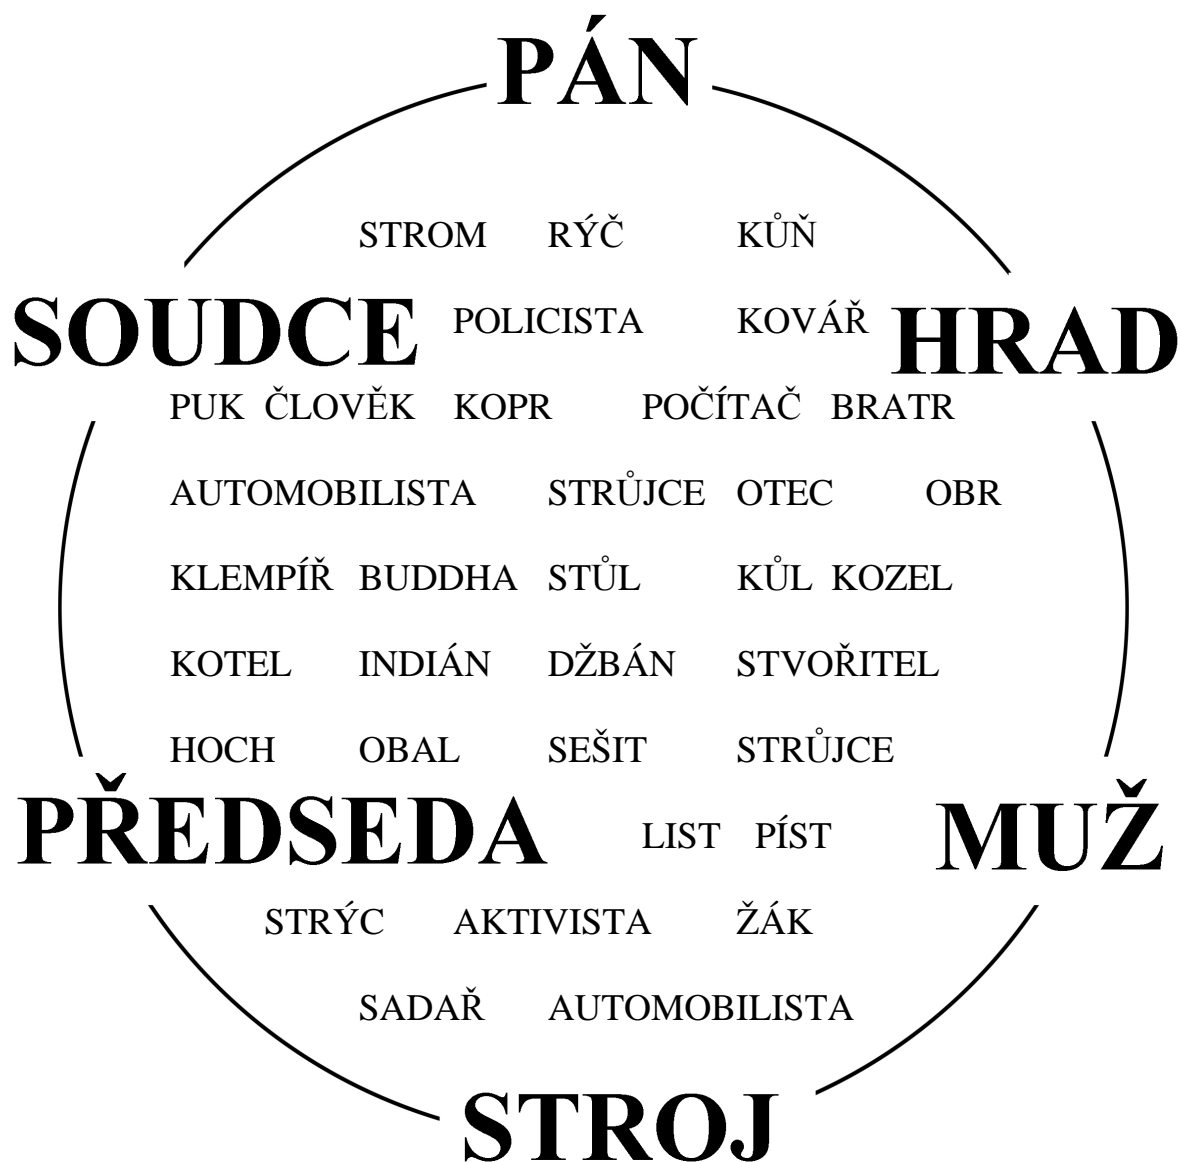 PÁN
STROM RÝČ KŮŇ
SOUDCE POLICISTA KOVÁŘ HRAD
PUK ČLOVĚK KOPR POČÍTAČ BRATR
AUTOMOBILISTA STRŮJCE OTEC OBR
KLEMPÍŘ BUDDHA STŮL KŮL KOZEL
KOTEL INDIÁN DŽBÁN STVOŘITEL
HOCH OBAL SEŠIT STRŮJCE
PŘEDSEDA LIST PÍST MUŽ
STRÝC AKTIVISTA ŽÁK
SADAŘ AUTOMOBILISTA
STROJ